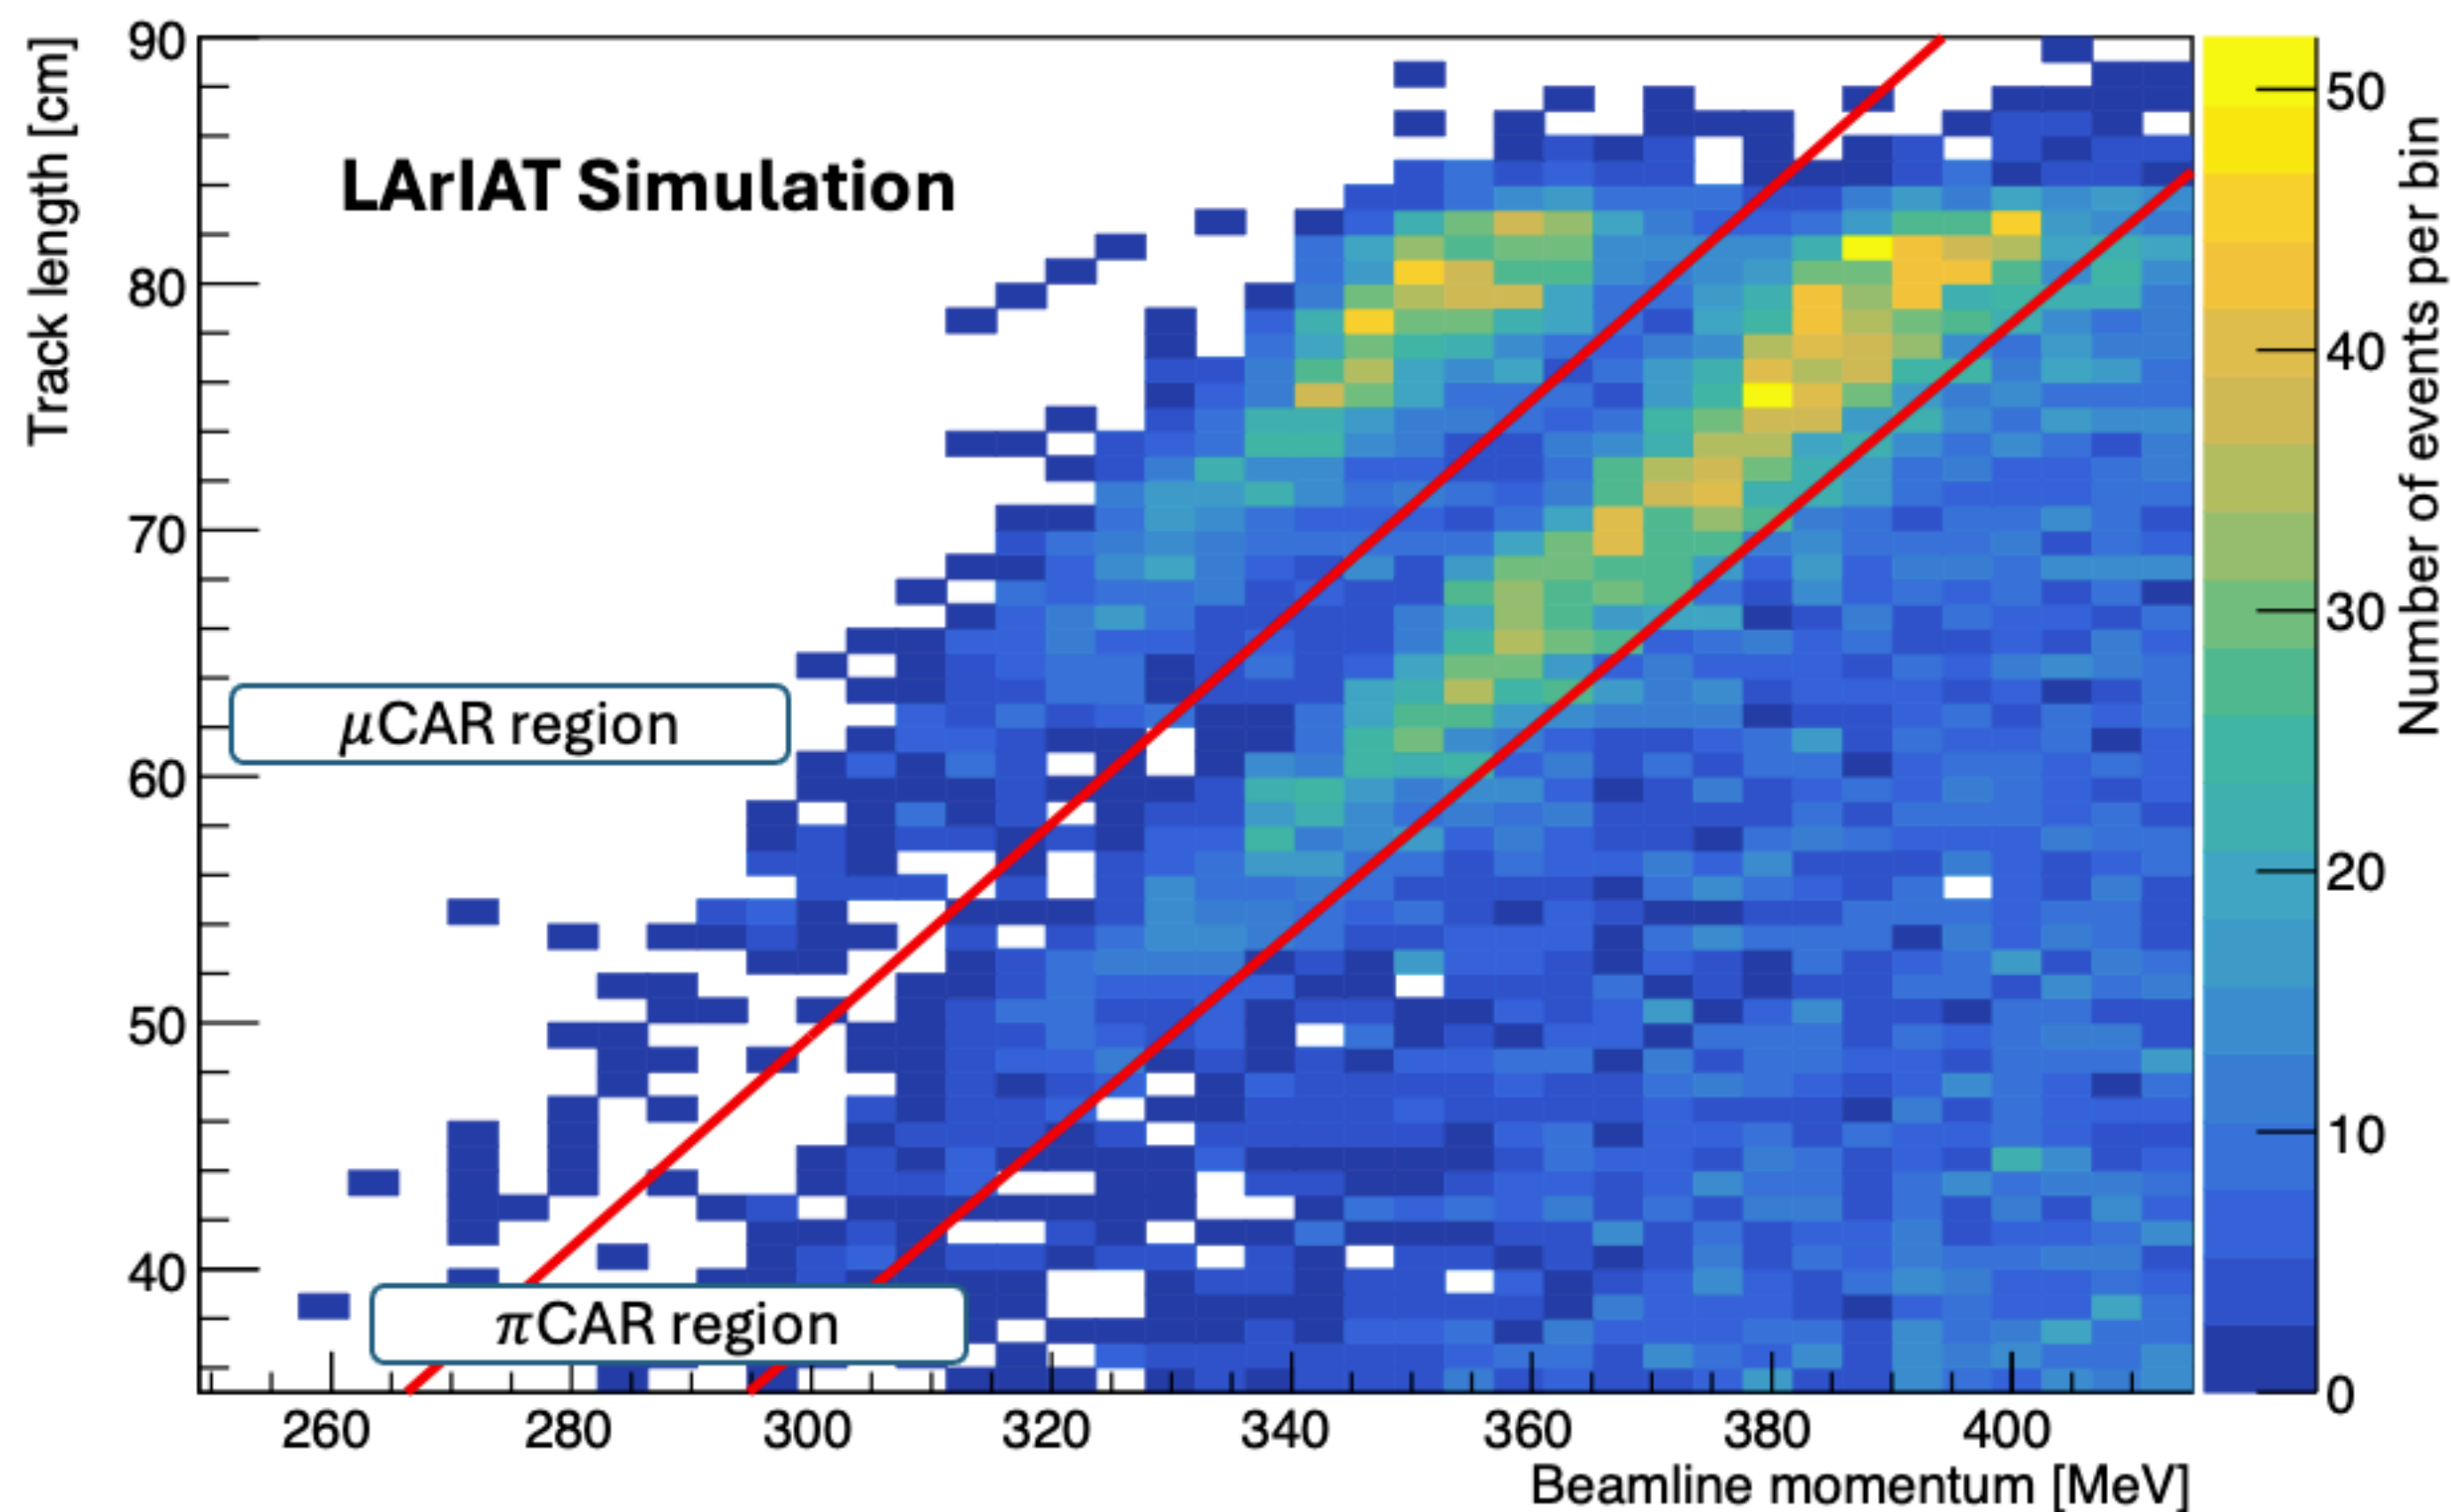 Track length [cm]
90
80
70
60
50
40
LArIAT Simulation
μCAR region
πCAR region
260 280 300 320 340 360 380 400
Beamline momentum [MeV]
50
40
30
20
10
0
Number of events per bin